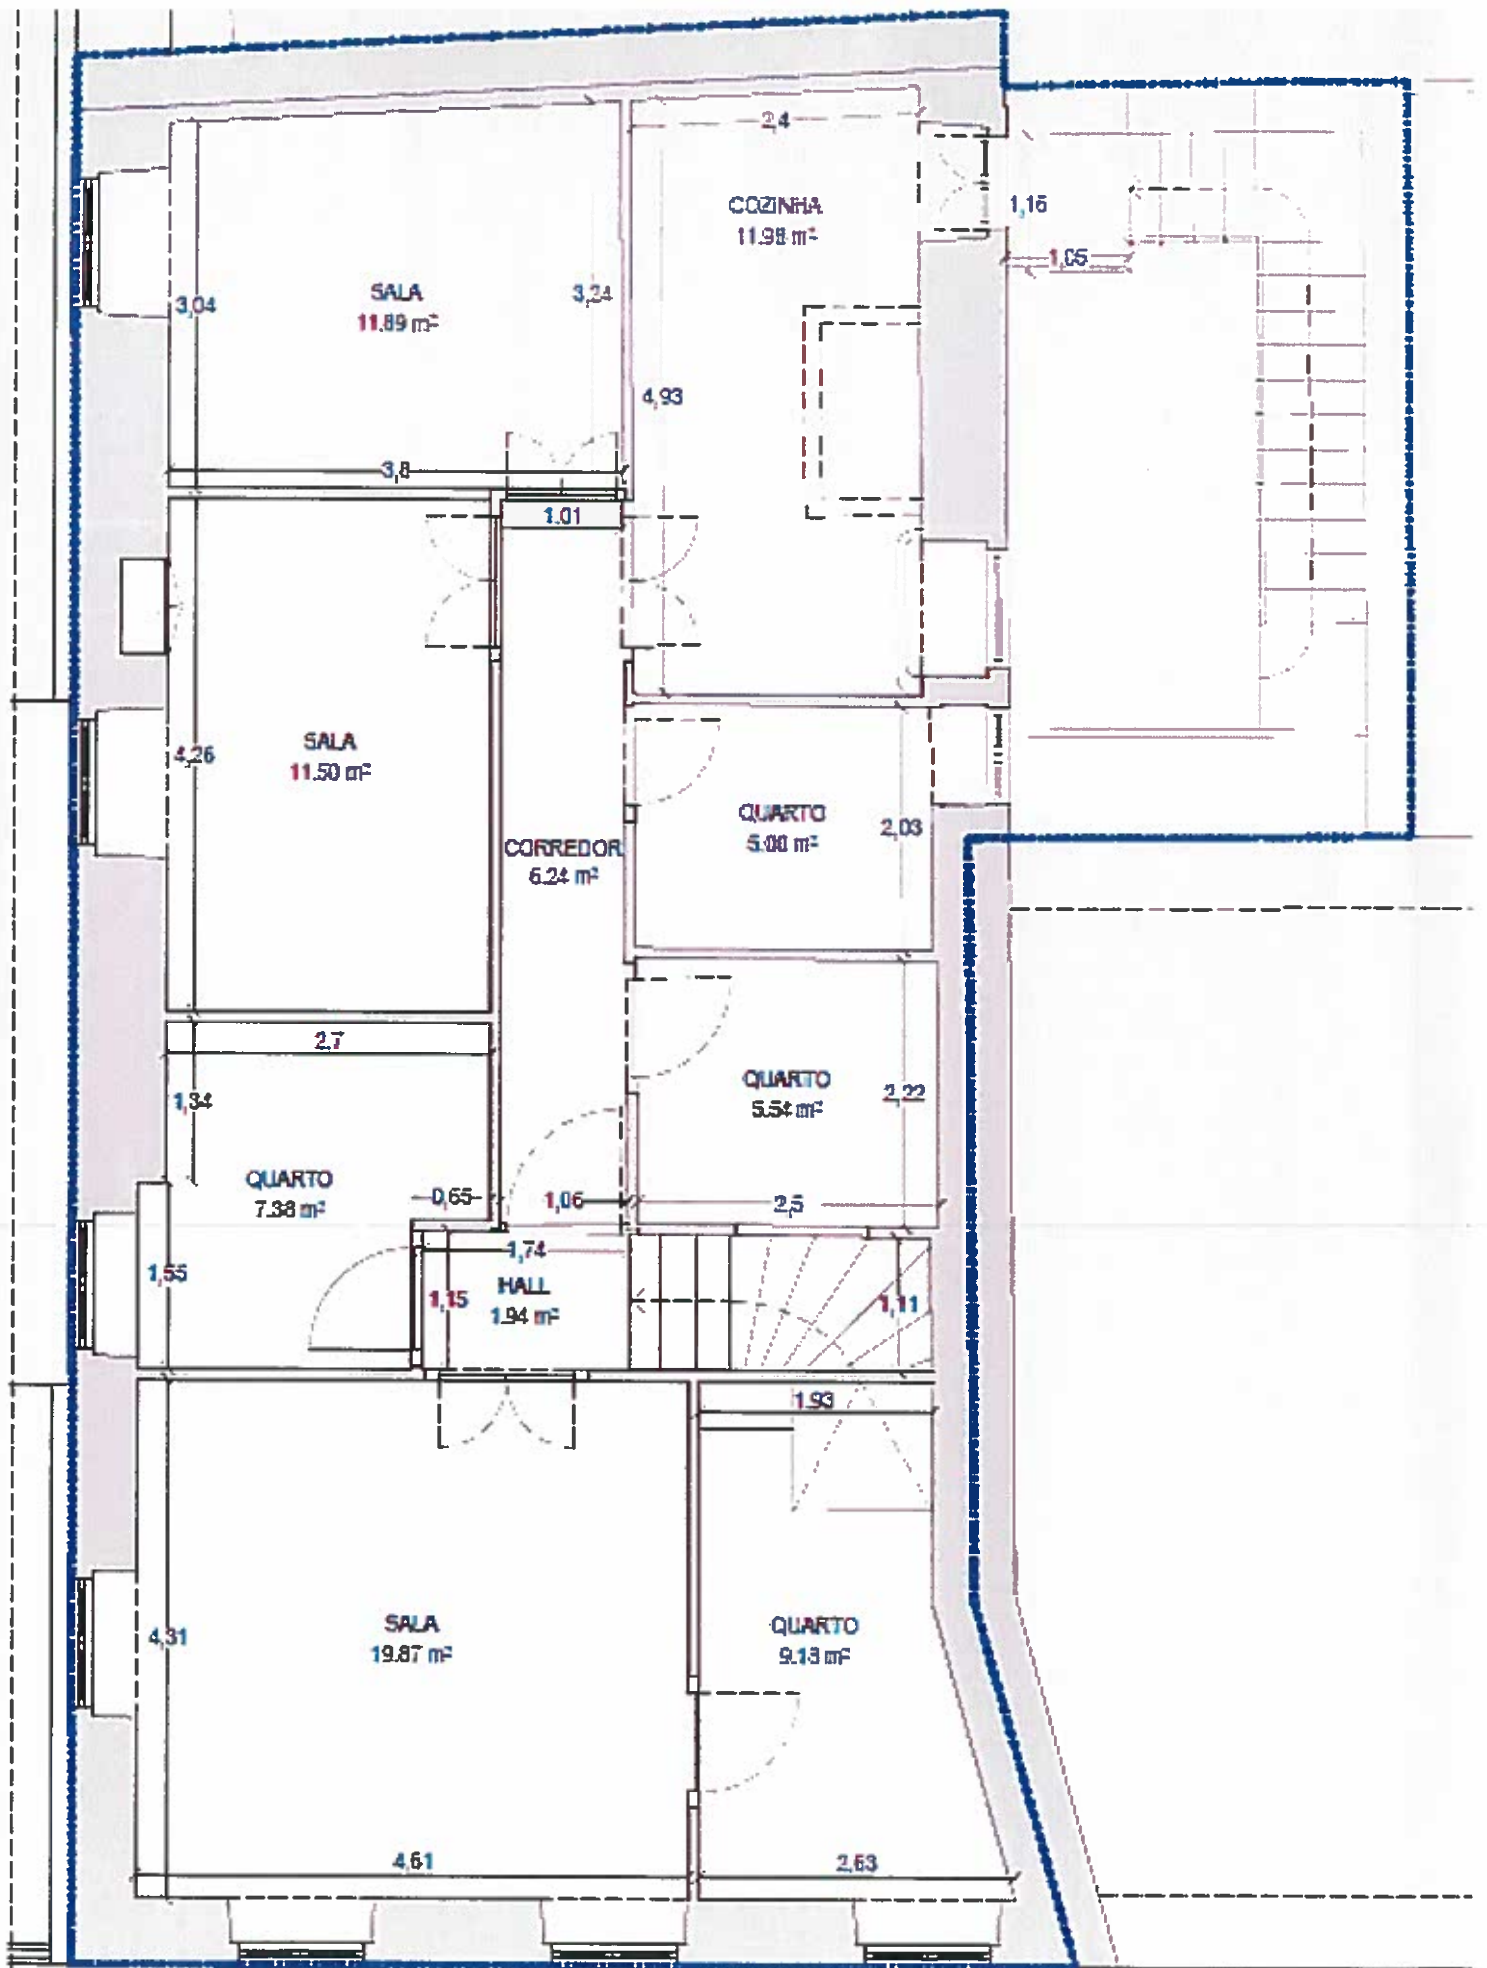 2,4
COZINHA
11.98 m²
1,16
1,05
SALA
11.89 m²
3,04
3,24
4,93
3,8
1.01
SALA
11.50 m²
4,26
QUARTO
5.00 m²
2,03
CORREDOR
6.24 m²
2,7
1,34
QUARTO
5.54 m²
2,22
QUARTO
7.38 m²
0,65
1,06
2,5
1,74
HALL
1.94 m²
1,55
1,15
1,11
1.93
SALA
19.87 m²
4,31
QUARTO
9.13 m²
4,61
2,63